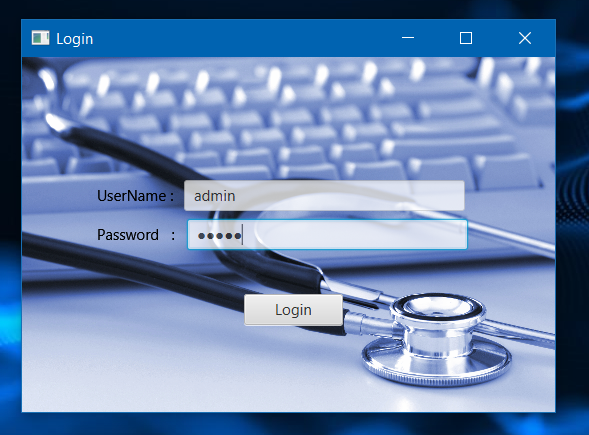 Login
UserName : admin
Password : •••••
Login